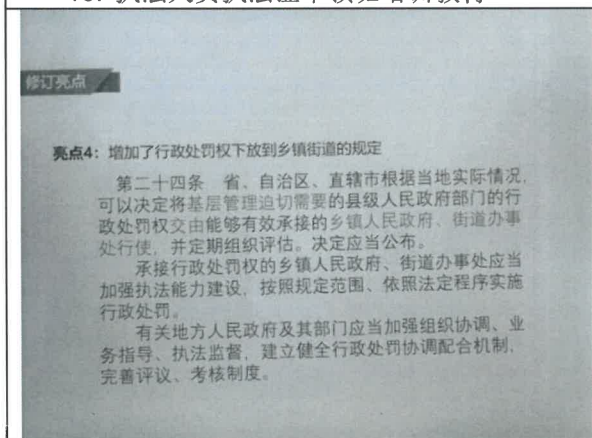 修订亮点
亮点4：增加了行政处罚权下放到乡镇街道的规定
第二十四条 省、自治区、直辖市根据当地实际情况，
可以决定将基层管理迫切需要的县级人民政府部门的行
政处罚权交由能够有效承接的乡镇人民政府、街道办事
处行使，并定期组织评估。决定应当公布。
承接行政处罚权的乡镇人民政府、街道办事处应当
加强执法能力建设，按照规定范围、依照法定程序实施
行政处罚。
有关地方人民政府及其部门应当加强组织协调、业
务指导、执法监督，建立健全行政处罚协调配合机制，
完善评议、考核制度。